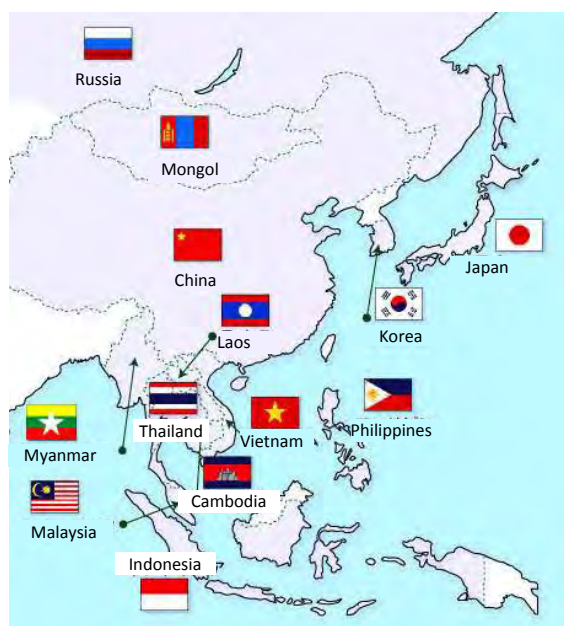 Russia
Mongol
China
Japan
Laos
Korea
Thailand
Vietnam
Philippines
Myanmar
Cambodia
Malaysia
Indonesia